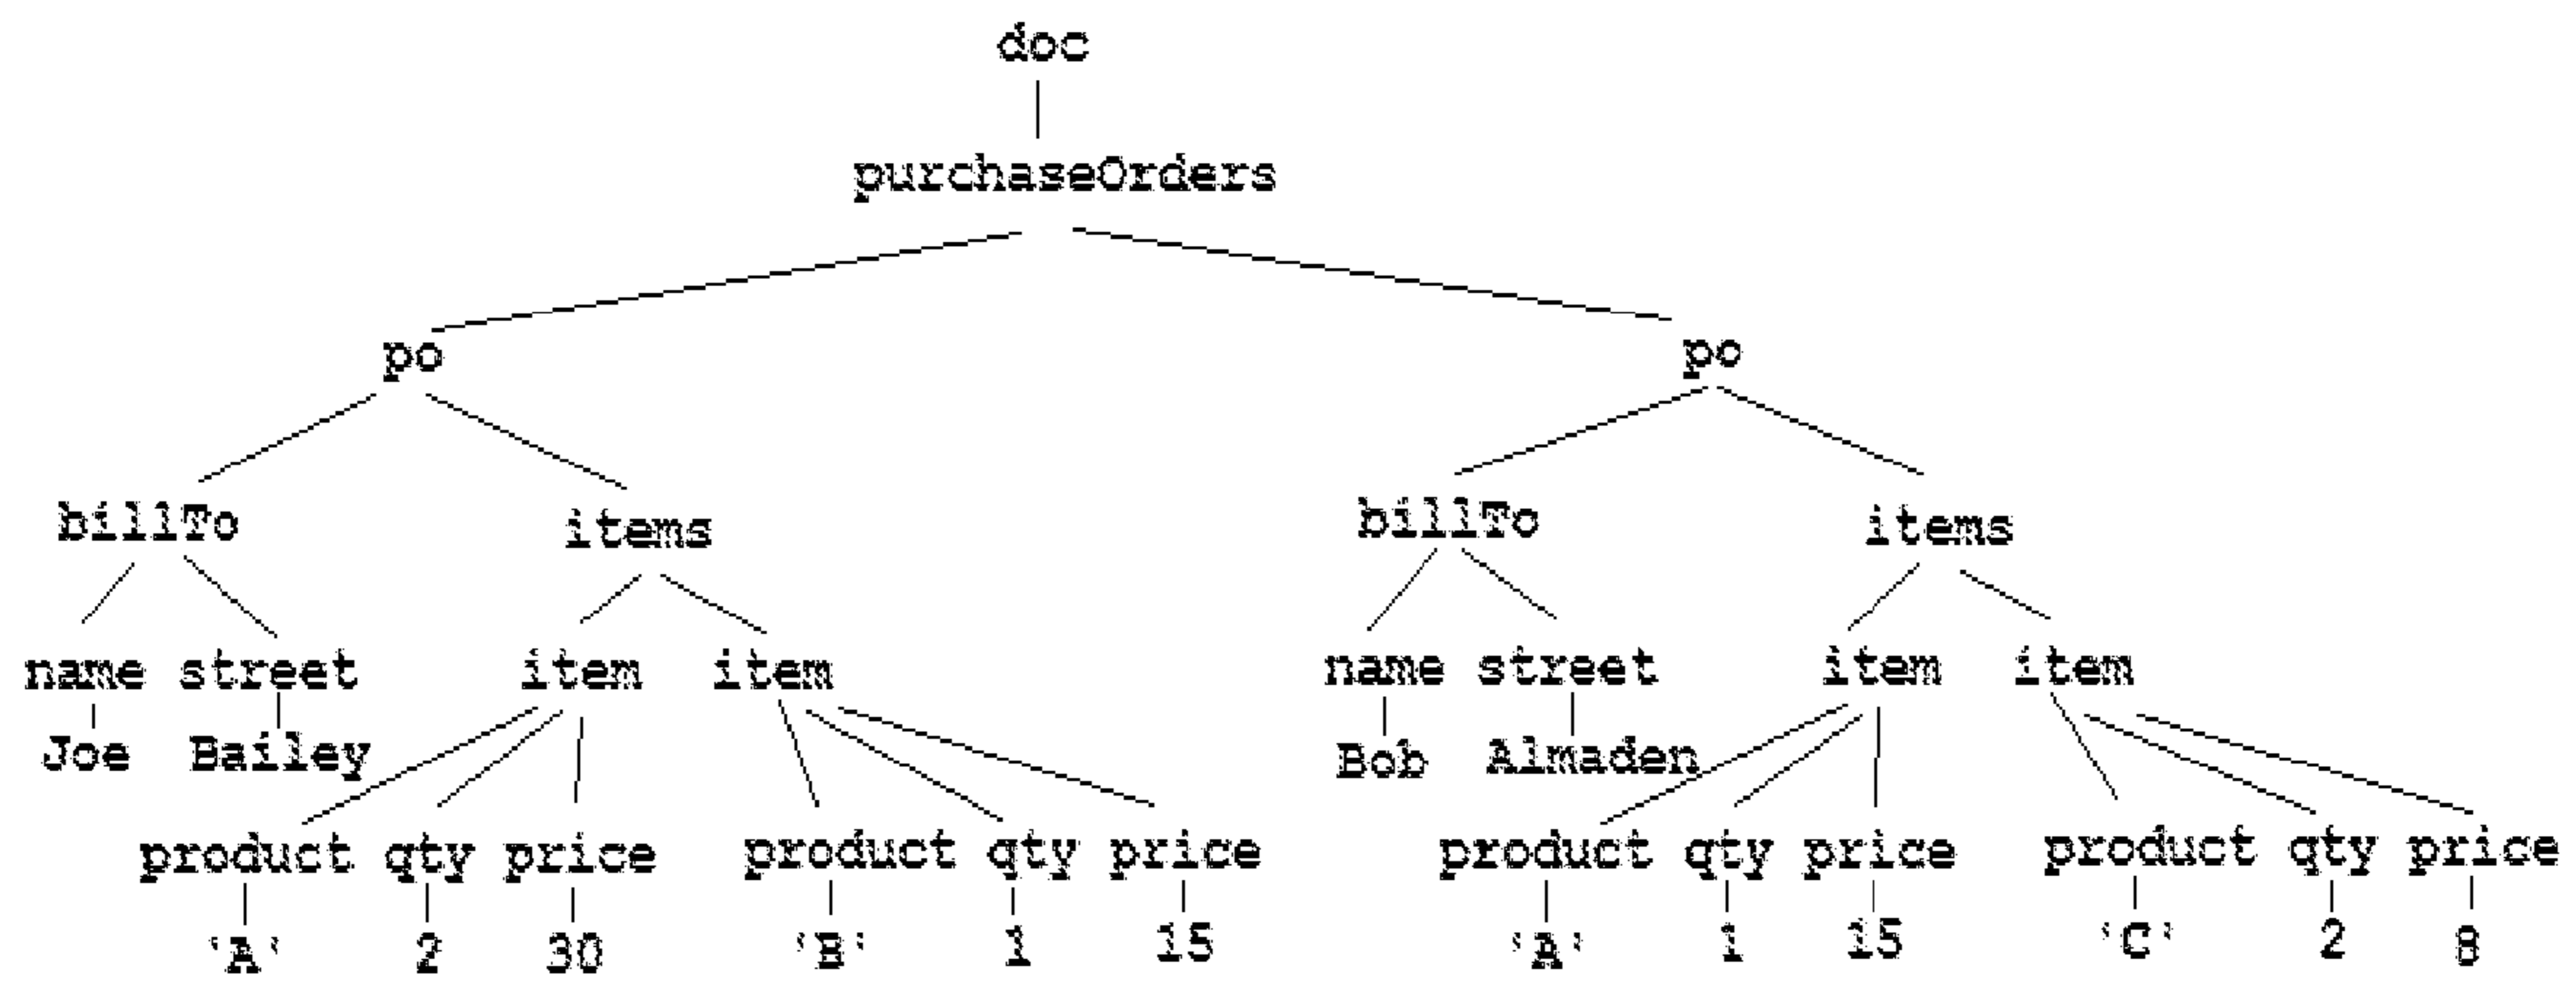 doc
purchaseOrders
po po
billTo items billTo items
name street item item name street item item
Joe Bailey Bob Almaden
product qty price product qty price product qty price product qty price
'A' 2 30 'B' 1 15 'A' 1 15 'C' 2 8